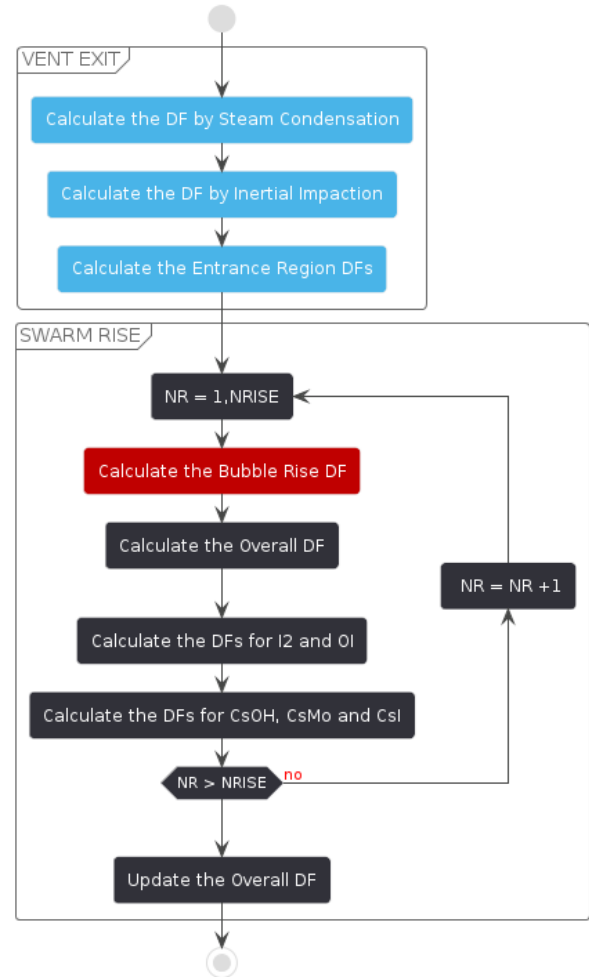 VENT EXIT
Calculate the DF by Steam Condensation
Calculate the DF by Inertial Impaction
Calculate the Entrance Region DFs
SWARM RISE
NR = 1,NRISE
Calculate the Bubble Rise DF
Calculate the Overall DF
NR = NR +1
Calculate the DFs for I2 and OI
Calculate the DFs for CsOH, CsMo and CsI
NR > NRISE
no
Update the Overall DF